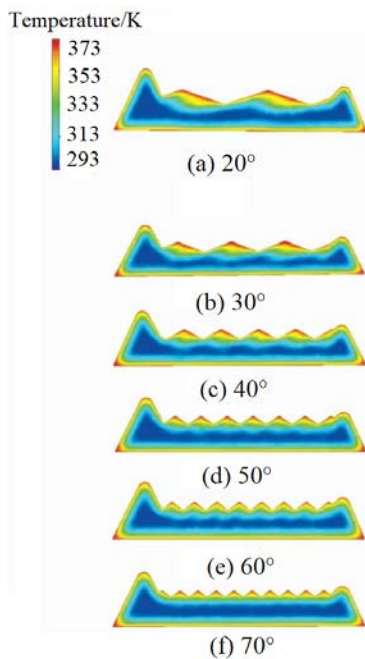 Temperature/K
373
353
333
313
293
(a) 20°
(b) 30°
(c) 40°
(d) 50°
(e) 60°
(f) 70°